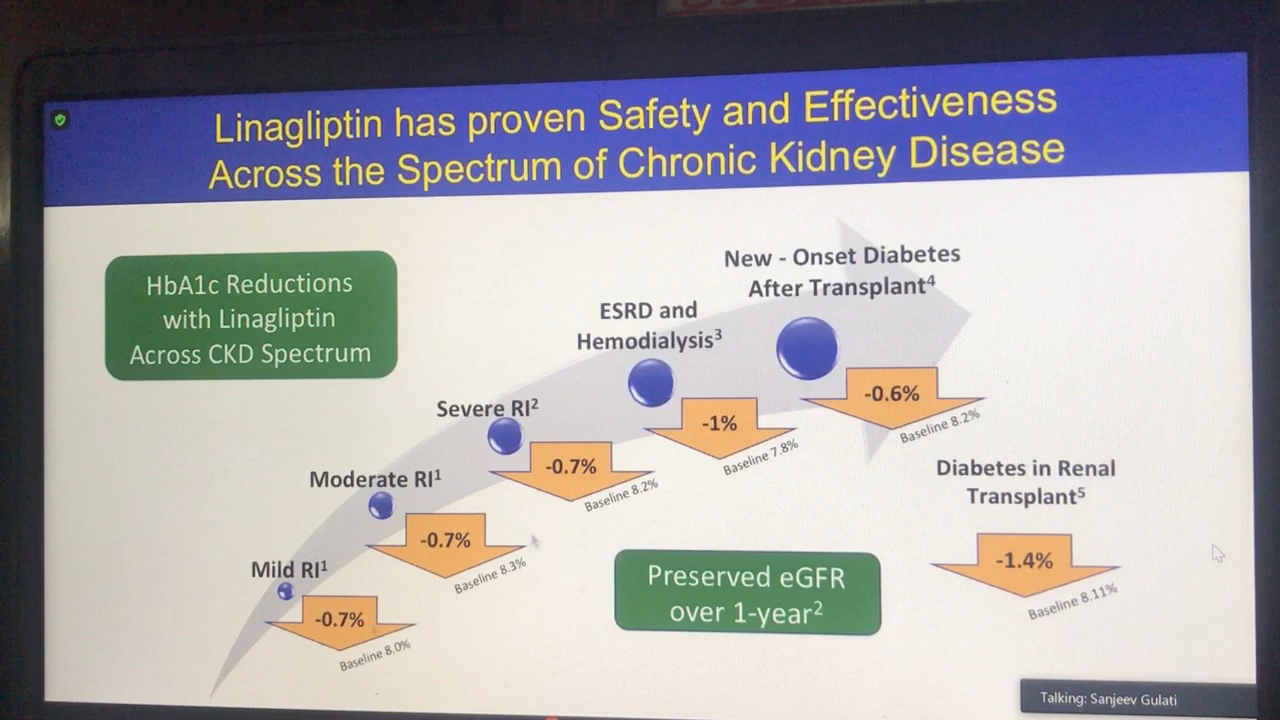 Linagliptin has proven Safety and Effectiveness
Across the Spectrum of Chronic Kidney Disease
HbA1c Reductions
with Linagliptin
Across CKD Spectrum
New - Onset Diabetes
After Transplant⁴
-0.6%
Baseline 8.2%
ESRD and
Hemodialysis³
-1%
Baseline 7.8%
Severe RI²
-0.7%
Baseline 8.2%
Moderate RI¹
-0.7%
Baseline 8.3%
Mild RI¹
-0.7%
Baseline 8.0%
Diabetes in Renal
Transplant⁵
-1.4%
Baseline 8.11%
Preserved eGFR
over 1-year²
Talking: Sanjeev Gulati